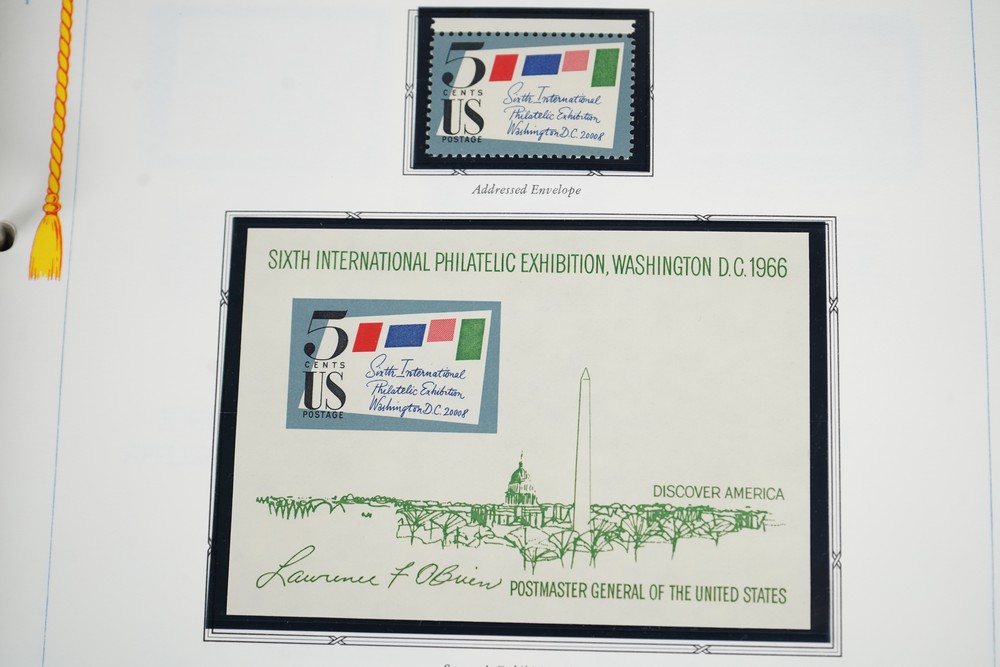 5
CENTS
US
POSTAGE
Sixth International
Philatelic Exhibition
Washington D.C. 20008
Addressed Envelope
SIXTH INTERNATIONAL PHILATELIC EXHIBITION, WASHINGTON D.C. 1966
5
CENTS
US
POSTAGE
Sixth International
Philatelic Exhibition
Washington D.C. 20008
DISCOVER AMERICA
Lawrence F O'Brien
POSTMASTER GENERAL OF THE UNITED STATES